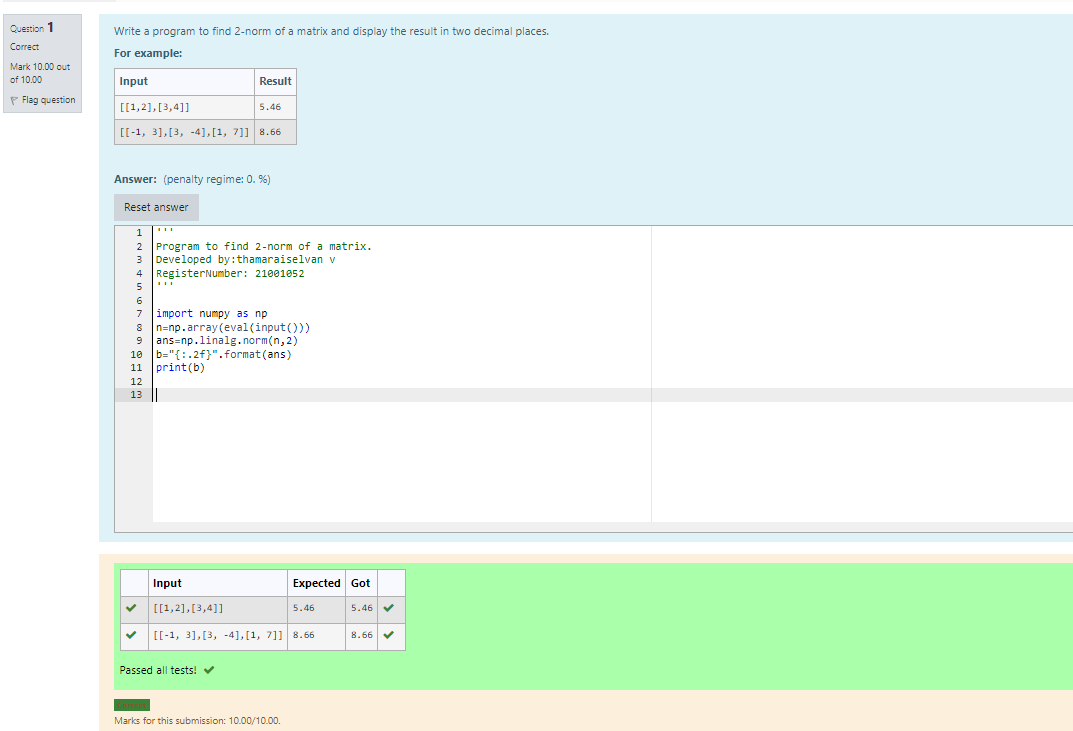 Question 1
Correct
Mark 10.00 out
of 10.00
Flag question
Write a program to find 2-norm of a matrix and display the result in two decimal places.
For example:
Input Result
[[1,2],[3,4]] 5.46
[[-1, 3],[3, -4],[1, 7]] 8.66
Answer: (penalty regime: 0. %)
Reset answer
1 '''
2 Program to find 2-norm of a matrix.
3 Developed by:thamaraiselvan v
4 RegisterNumber: 21001052
5 '''
6
7 import numpy as np
8 n=np.array(eval(input()))
9 ans=np.linalg.norm(n,2)
10 b="{:.2f}".format(ans)
11 print(b)
12
13
Input Expected Got
[[1,2],[3,4]] 5.46 5.46
[[-1, 3],[3, -4],[1, 7]] 8.66 8.66
Passed all tests!
Correct
Marks for this submission: 10.00/10.00.